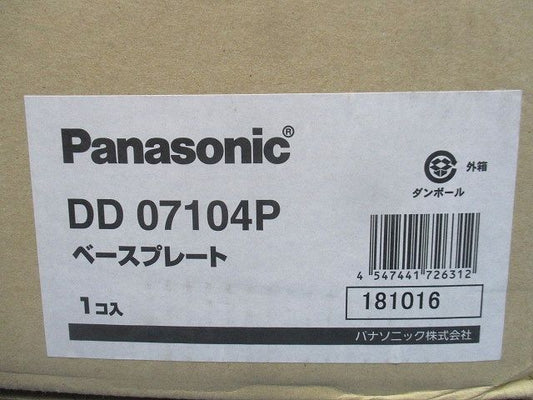 Panasonic®
DD 07104P
ベースプレート
1コ入
外箱
ダンボール
4 547441 726312
181016
パナソニック株式会社